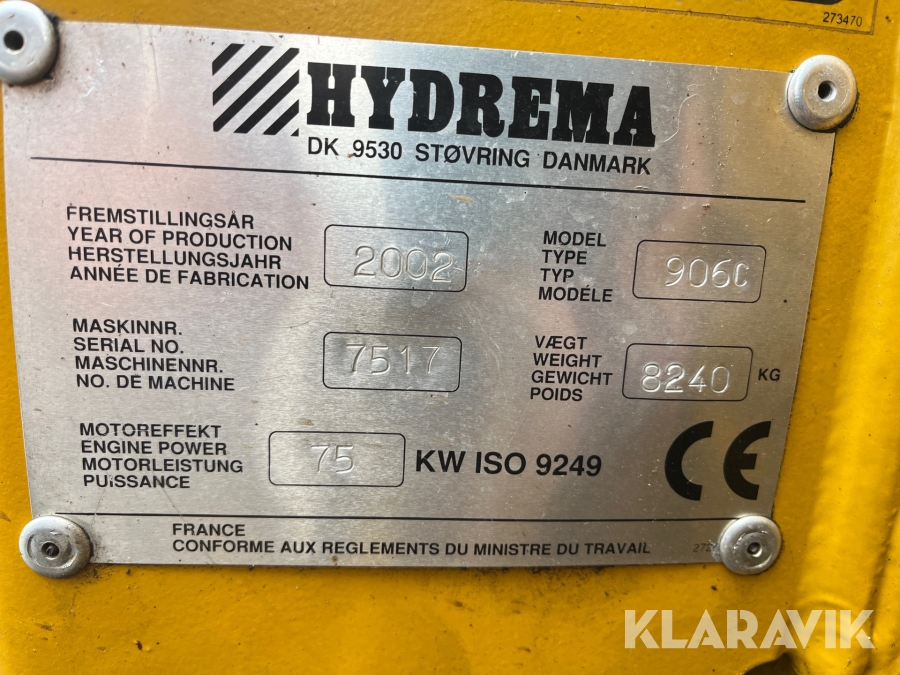 273470
HYDREMA
DK 9530 STØVRING DANMARK
FREMSTILLINGSÅR
YEAR OF PRODUCTION
HERSTELLUNGSJAHR
ANNÉE DE FABRICATION
2002
MODEL
TYPE
TYP
MODÉLE
906C
MASKINNR.
SERIAL NO.
MASCHINENNR.
NO. DE MACHINE
7517
VÆGT
WEIGHT
GEWICHT
POIDS
8240 KG
MOTOREFFEKT
ENGINE POWER
MOTORLEISTUNG
PUISSANCE
75 KW ISO 9249
CE
FRANCE
CONFORME AUX REGLEMENTS DU MINISTRE DU TRAVAIL
KLARAVIK